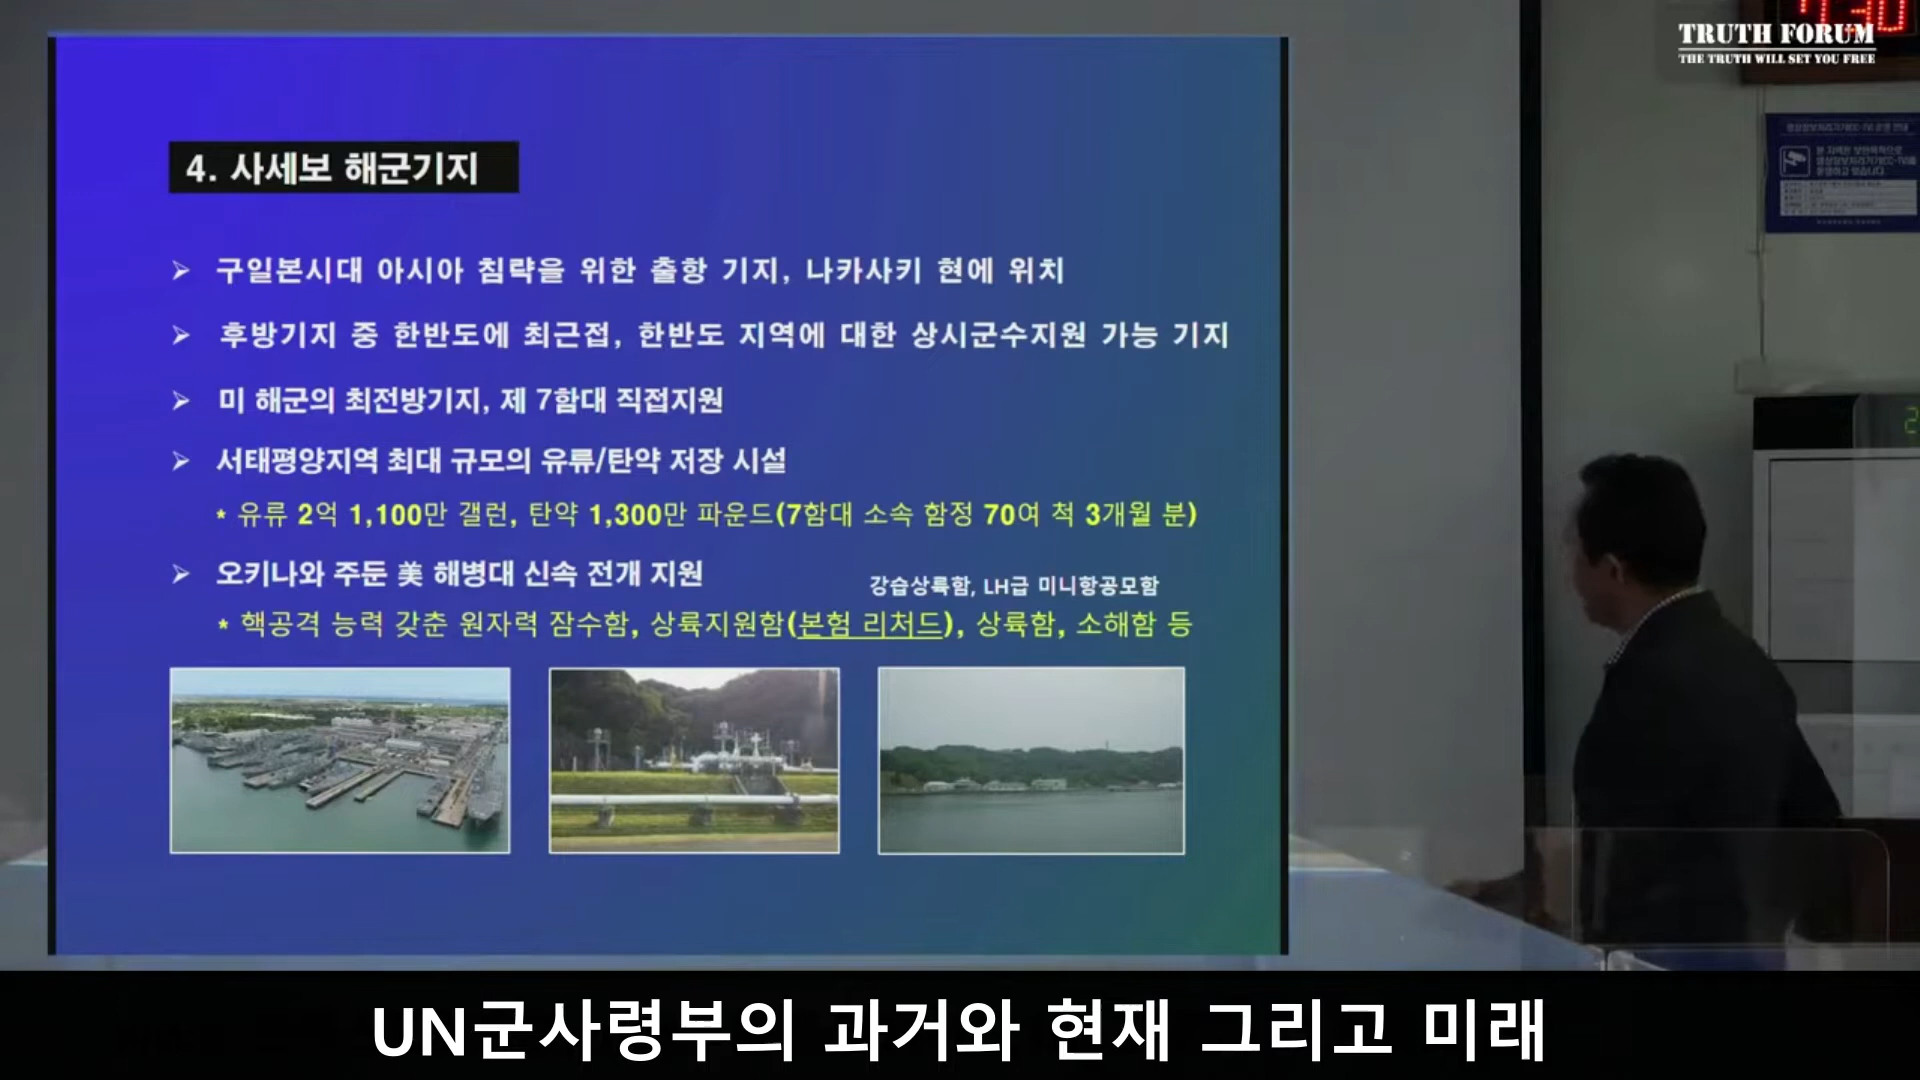 TRUTH FORUM
THE TRUTH WILL SET YOU FREE
4. 사세보 해군기지
➢ 구일본시대 아시아 침략을 위한 출항 기지, 나카사키 현에 위치
➢ 후방기지 중 한반도에 최근접, 한반도 지역에 대한 상시군수지원 가능 기지
➢ 미 해군의 최전방기지, 제 7함대 직접지원
➢ 서태평양지역 최대 규모의 유류/탄약 저장 시설
* 유류 2억 1,100만 갤런, 탄약 1,300만 파운드(7함대 소속 함정 70여 척 3개월 분)
➢ 오키나와 주둔 美 해병대 신속 전개 지원
강습상륙함, LH급 미니항공모함
* 핵공격 능력 갖춘 원자력 잠수함, 상륙지원함(본험 리처드), 상륙함, 소해함 등
UN군사령부의 과거와 현재 그리고 미래